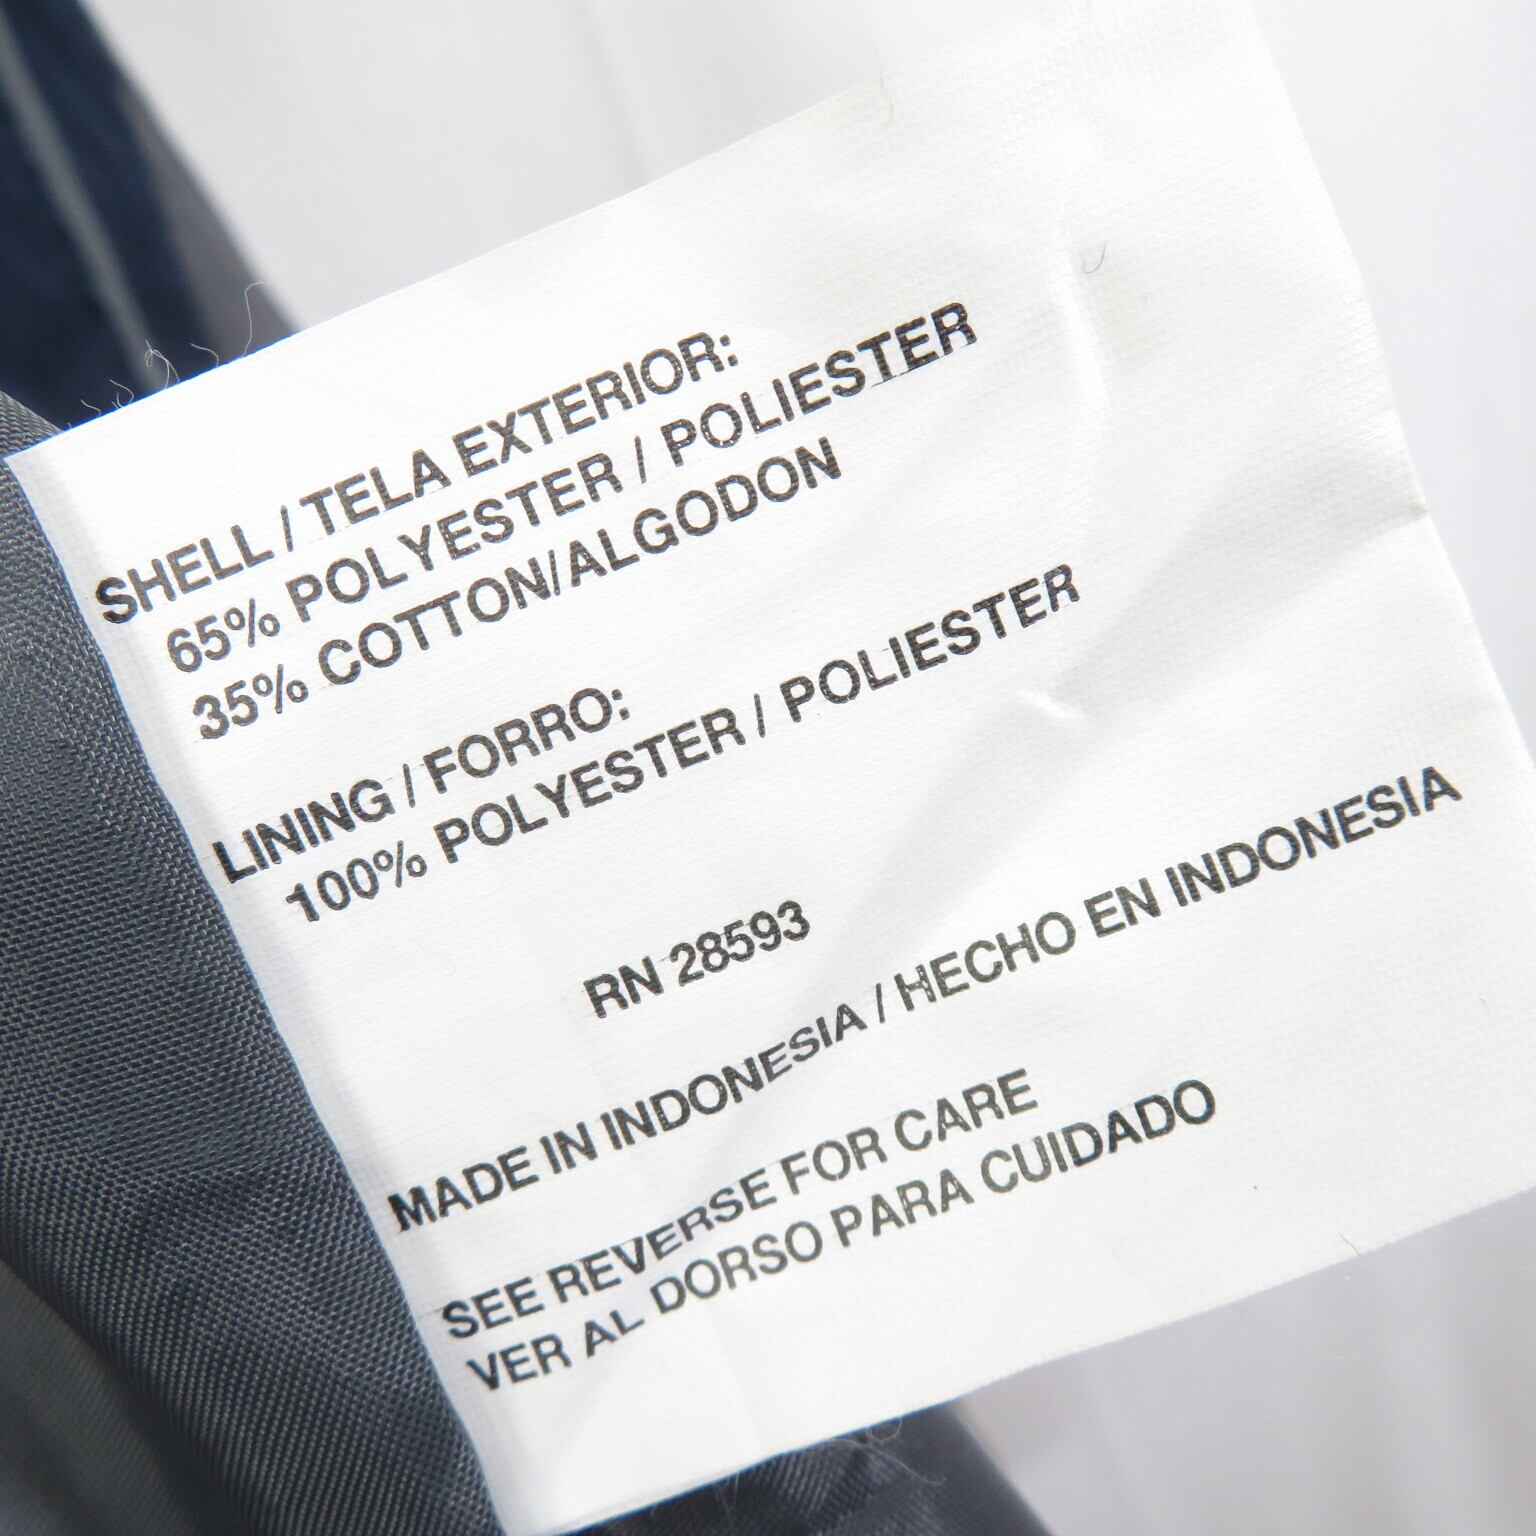 SHELL / TELA EXTERIOR:
65% POLYESTER / POLIESTER
35% COTTON/ALGODON
LINING / FORRO:
100% POLYESTER / POLIESTER
RN 28593
MADE IN INDONESIA / HECHO EN INDONESIA
SEE REVERSE FOR CARE
VER AL DORSO PARA CUIDADO